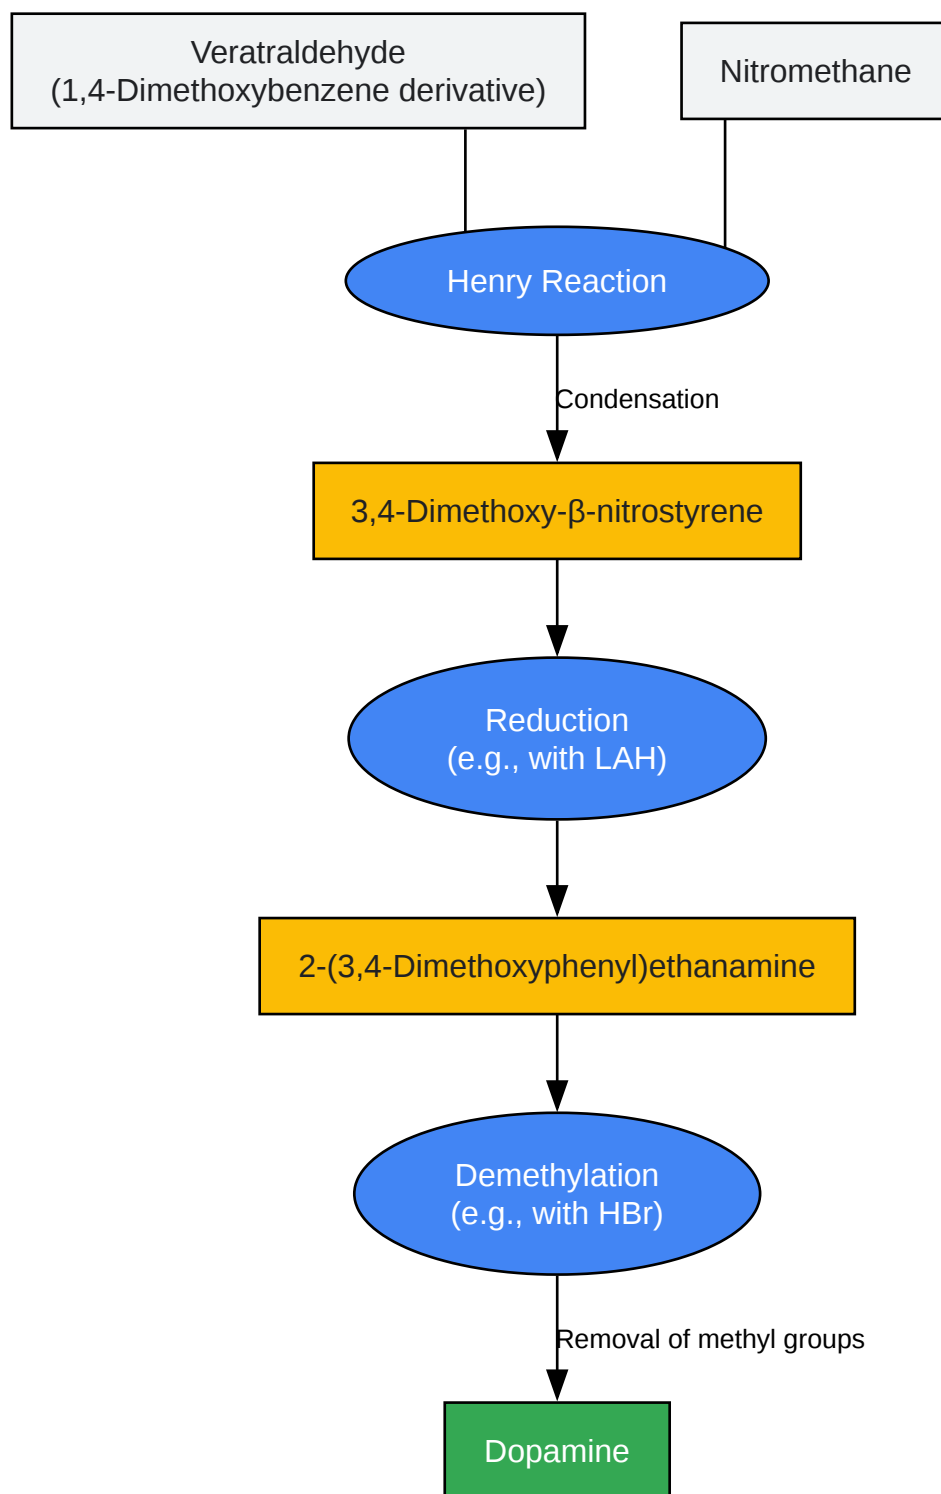 Veratraldehyde
(1,4-Dimethoxybenzene derivative)
Nitromethane
Henry Reaction
Condensation
3,4-Dimethoxy-β-nitrostyrene
Reduction
(e.g., with LAH)
2-(3,4-Dimethoxyphenyl)ethanamine
Demethylation
(e.g., with HBr)
Removal of methyl groups
Dopamine